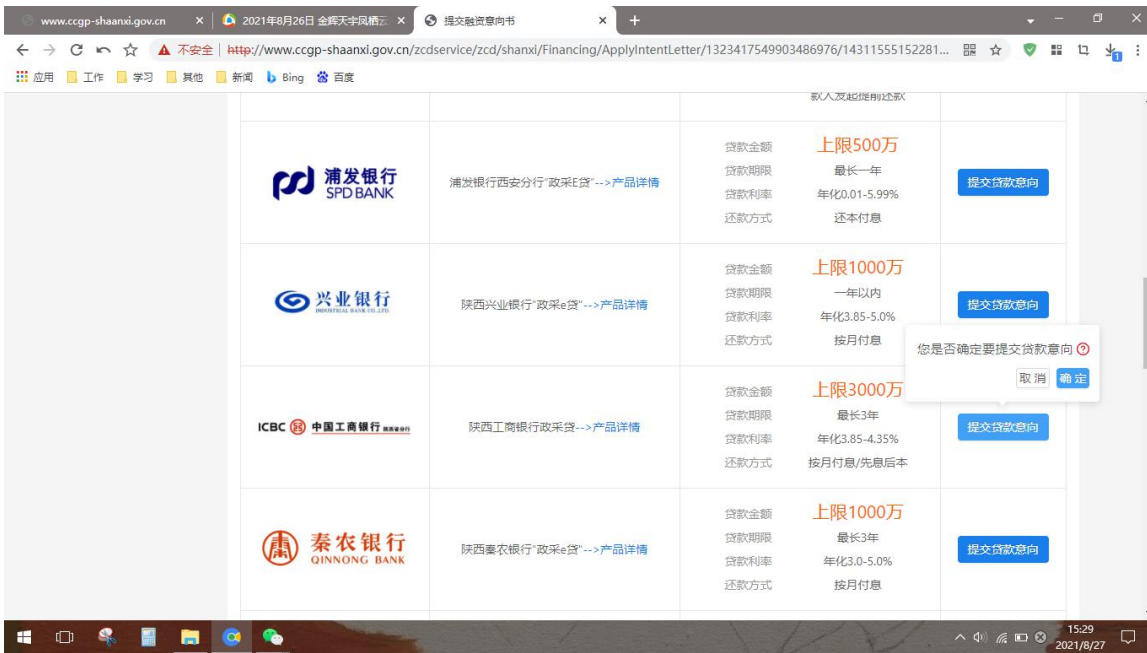 www.ccgp-shaanxi.gov.cn
2021年8月26日 金辉天宇凤栖云
提交融资意向书
不安全 http://www.ccgp-shaanxi.gov.cn/zcdservice/zcd/shanxi/Financing/ApplyIntentLetter/1323417549903486976/14311555152281...
应用 工作 学习 其他 新闻 Bing 百度
款人发起提前还款
浦发银行
SPD BANK
浦发银行西安分行"政采E贷"-->产品详情
贷款金额 上限500万
贷款期限 最长一年
贷款利率 年化0.01-5.99%
还款方式 还本付息
提交贷款意向
兴业银行
INDUSTRIAL BANK CO.,LTD.
陕西兴业银行"政采e贷"-->产品详情
贷款金额 上限1000万
贷款期限 一年以内
贷款利率 年化3.85-5.0%
还款方式 按月付息
提交贷款意向
您是否确定要提交贷款意向
取消 确定
ICBC 中国工商银行 陕西省分行
陕西工商银行政采贷-->产品详情
贷款金额 上限3000万
贷款期限 最长3年
贷款利率 年化3.85-4.35%
还款方式 按月付息/先息后本
提交贷款意向
秦农银行
QINNONG BANK
陕西秦农银行"政采e贷"-->产品详情
贷款金额 上限1000万
贷款期限 最长3年
贷款利率 年化3.0-5.0%
还款方式 按月付息
提交贷款意向
15:29
2021/8/27